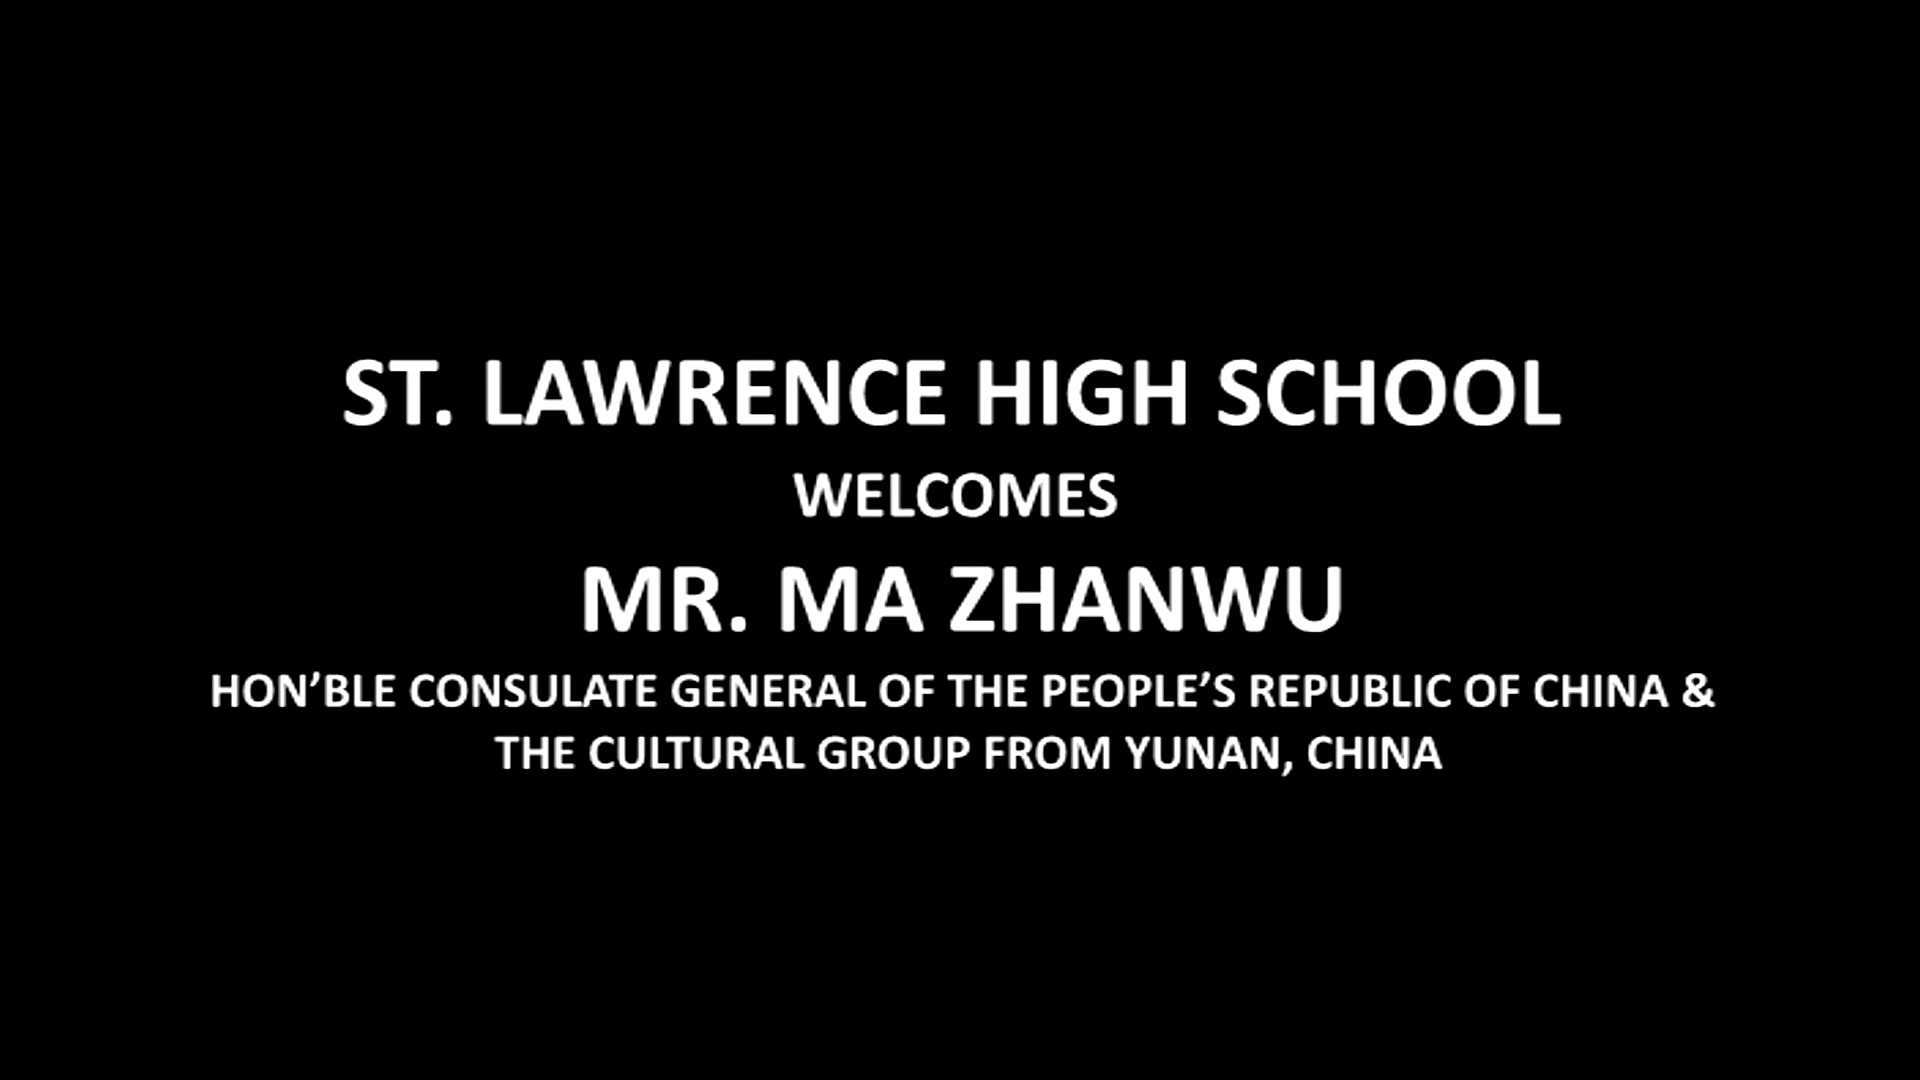 ST. LAWRENCE HIGH SCHOOL
WELCOMES
MR. MA ZHANWU
HON’BLE CONSULATE GENERAL OF THE PEOPLE’S REPUBLIC OF CHINA &
THE CULTURAL GROUP FROM YUNAN, CHINA